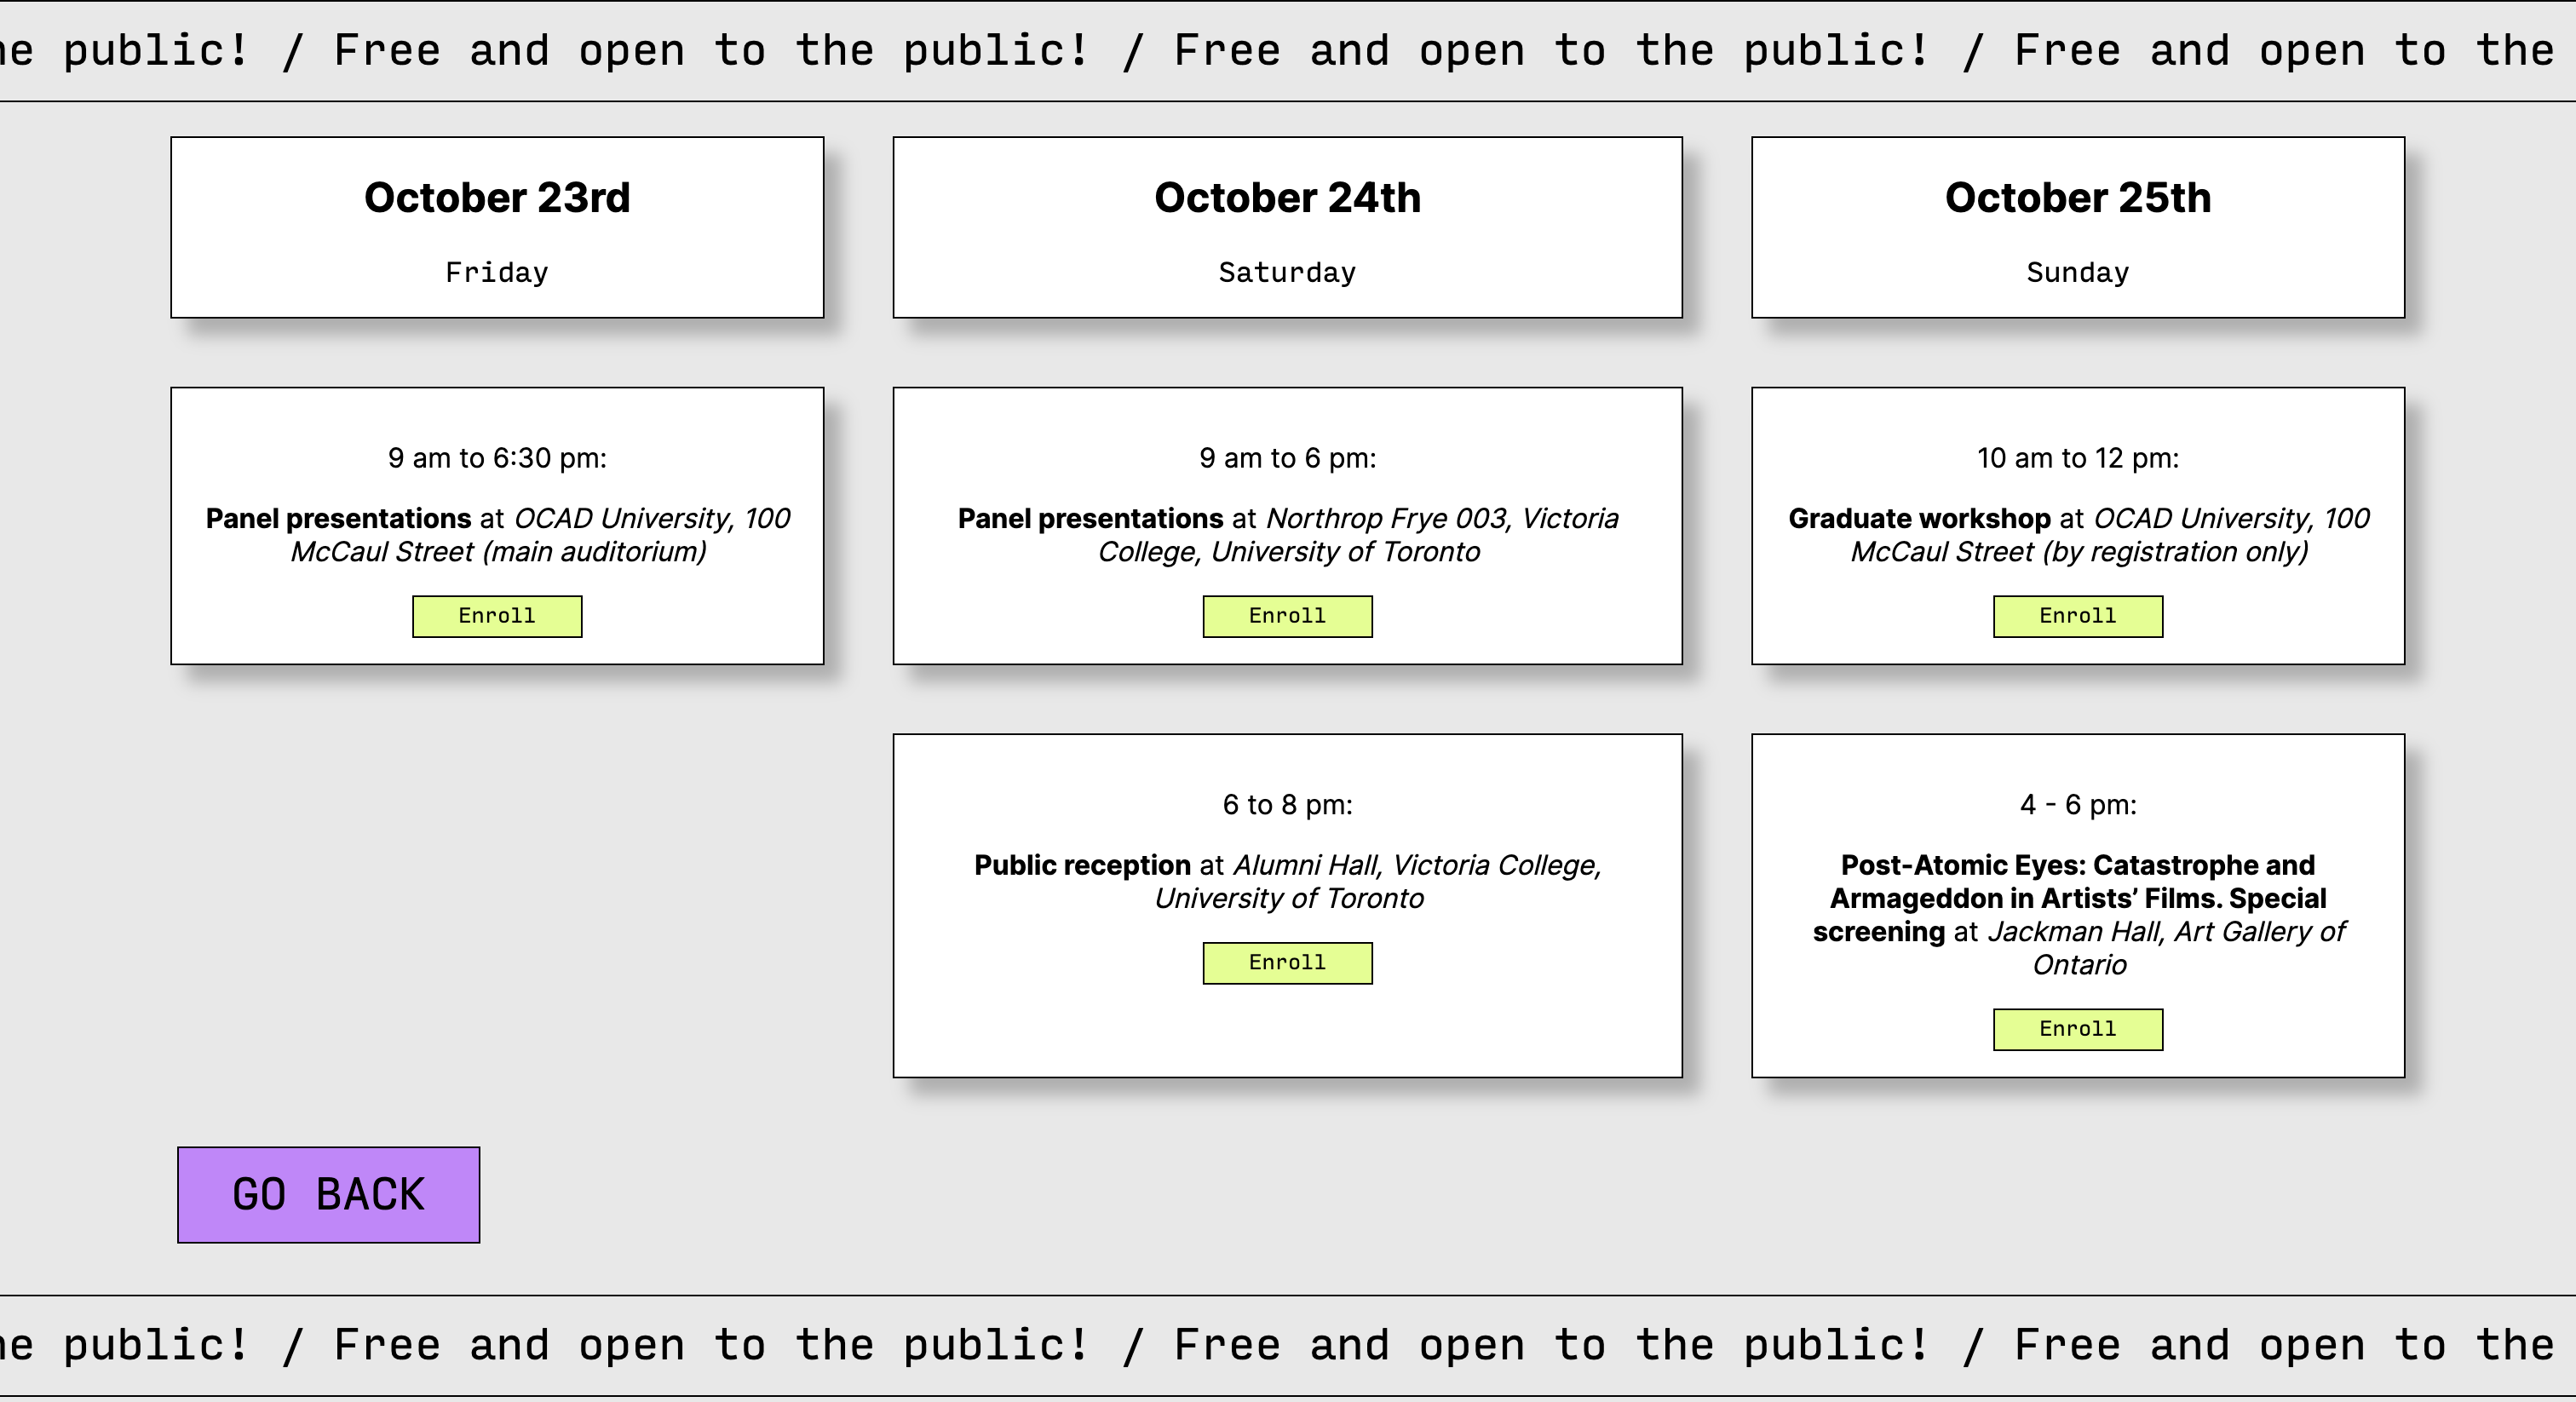 he public! / Free and open to the public! / Free and open to the public! / Free and open to the
October 23rd
Friday
October 24th
Saturday
October 25th
Sunday
9 am to 6:30 pm:
Panel presentations at OCAD University, 100
McCaul Street (main auditorium)
Enroll
9 am to 6 pm:
Panel presentations at Northrop Frye 003, Victoria
College, University of Toronto
Enroll
10 am to 12 pm:
Graduate workshop at OCAD University, 100
McCaul Street (by registration only)
Enroll
6 to 8 pm:
Public reception at Alumni Hall, Victoria College,
University of Toronto
Enroll
4 - 6 pm:
Post-Atomic Eyes: Catastrophe and
Armageddon in Artists’ Films. Special
screening at Jackman Hall, Art Gallery of
Ontario
Enroll
GO BACK
he public! / Free and open to the public! / Free and open to the public! / Free and open to the